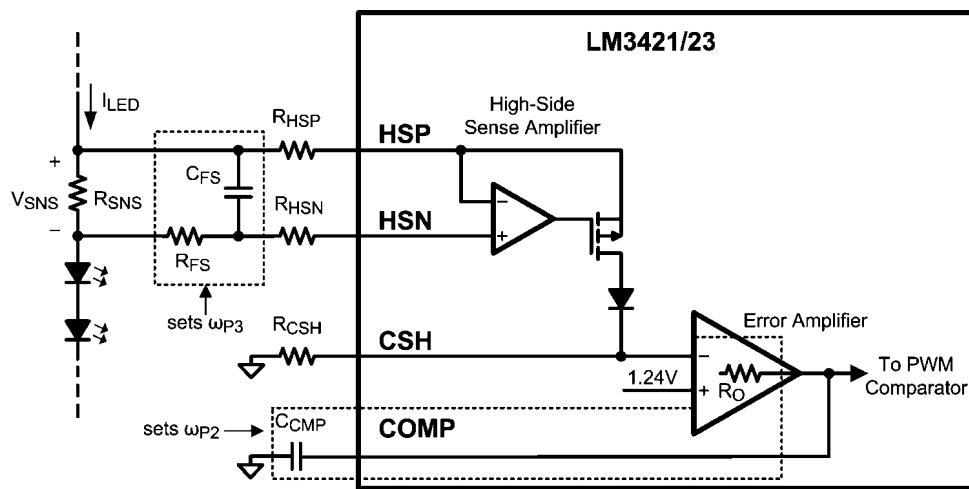 LM3421/23
I_LED
High-Side
Sense Amplifier
R_HSP
HSP
+
C_FS
V_SNS
R_SNS
R_HSN
HSN
−
+
−
R_FS
sets ω_P3
R_CSH
CSH
Error Amplifier
−
1.24V
+
R_O
To PWM
Comparator
sets ω_P2
C_CMP
COMP